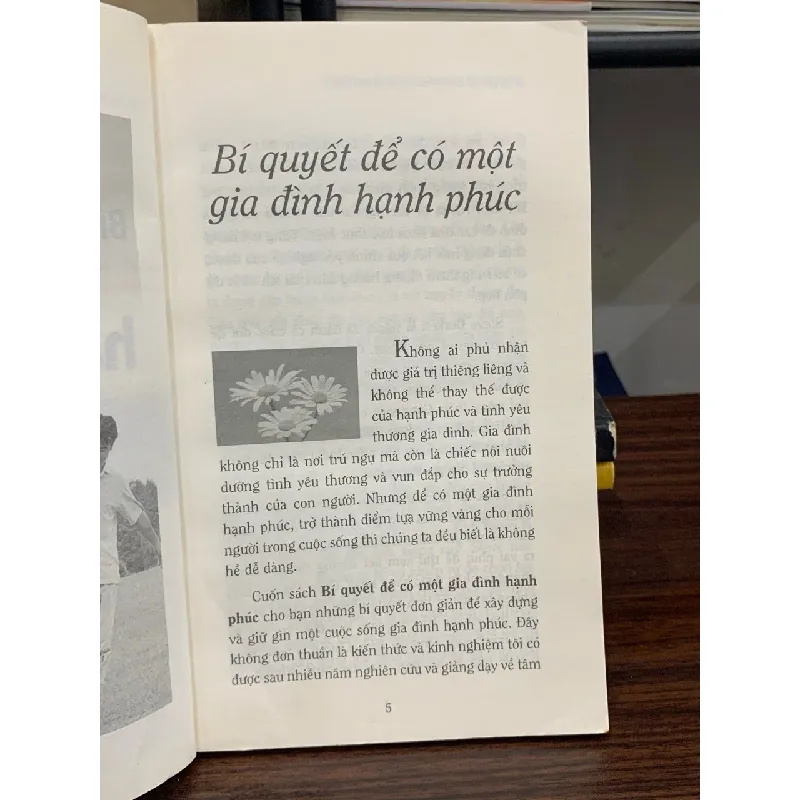 Bí quyết để có một
gia đình hạnh phúc
Không ai phủ nhận
được giá trị thiêng liêng và
không thể thay thế được
của hạnh phúc và tình yêu
thương gia đình. Gia đình
không chỉ là nơi trú ngụ mà còn là chiếc nôi nuôi
dưỡng tình yêu thương và vun đắp cho sự trưởng
thành của con người. Nhưng để có một gia đình
hạnh phúc, trở thành điểm tựa vững vàng cho mỗi
người trong cuộc sống thì chúng ta đều biết là không
hề dễ dàng.
Cuốn sách Bí quyết để có một gia đình hạnh
phúc cho bạn những bí quyết đơn giản để xây dựng
và giữ gìn một cuộc sống gia đình hạnh phúc. Đây
không đơn thuần là kiến thức và kinh nghiệm tôi có
được sau nhiều năm nghiên cứu và giảng dạy về tâm
5